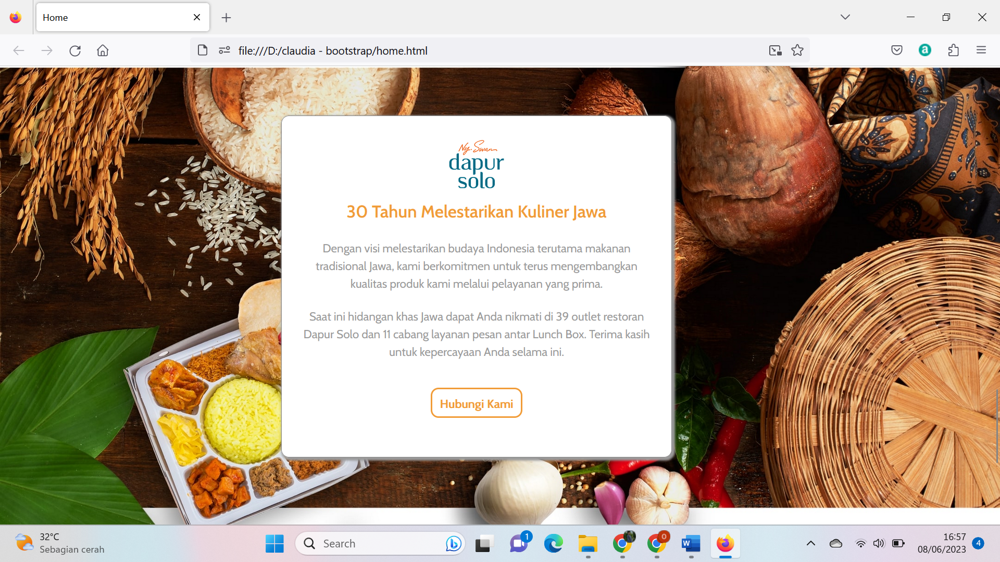 Home
file:///D:/claudia - bootstrap/home.html
a
Ny. Swan
dapur
solo
30 Tahun Melestarikan Kuliner Jawa
Dengan visi melestarikan budaya Indonesia terutama makanan
tradisional Jawa, kami berkomitmen untuk terus mengembangkan
kualitas produk kami melalui pelayanan yang prima.
Saat ini hidangan khas Jawa dapat Anda nikmati di 39 outlet restoran
Dapur Solo dan 11 cabang layanan pesan antar Lunch Box. Terima kasih
untuk kepercayaan Anda selama ini.
Hubungi Kami
32°C
Sebagian cerah
Search
1
0
W
16:57
08/06/2023
4